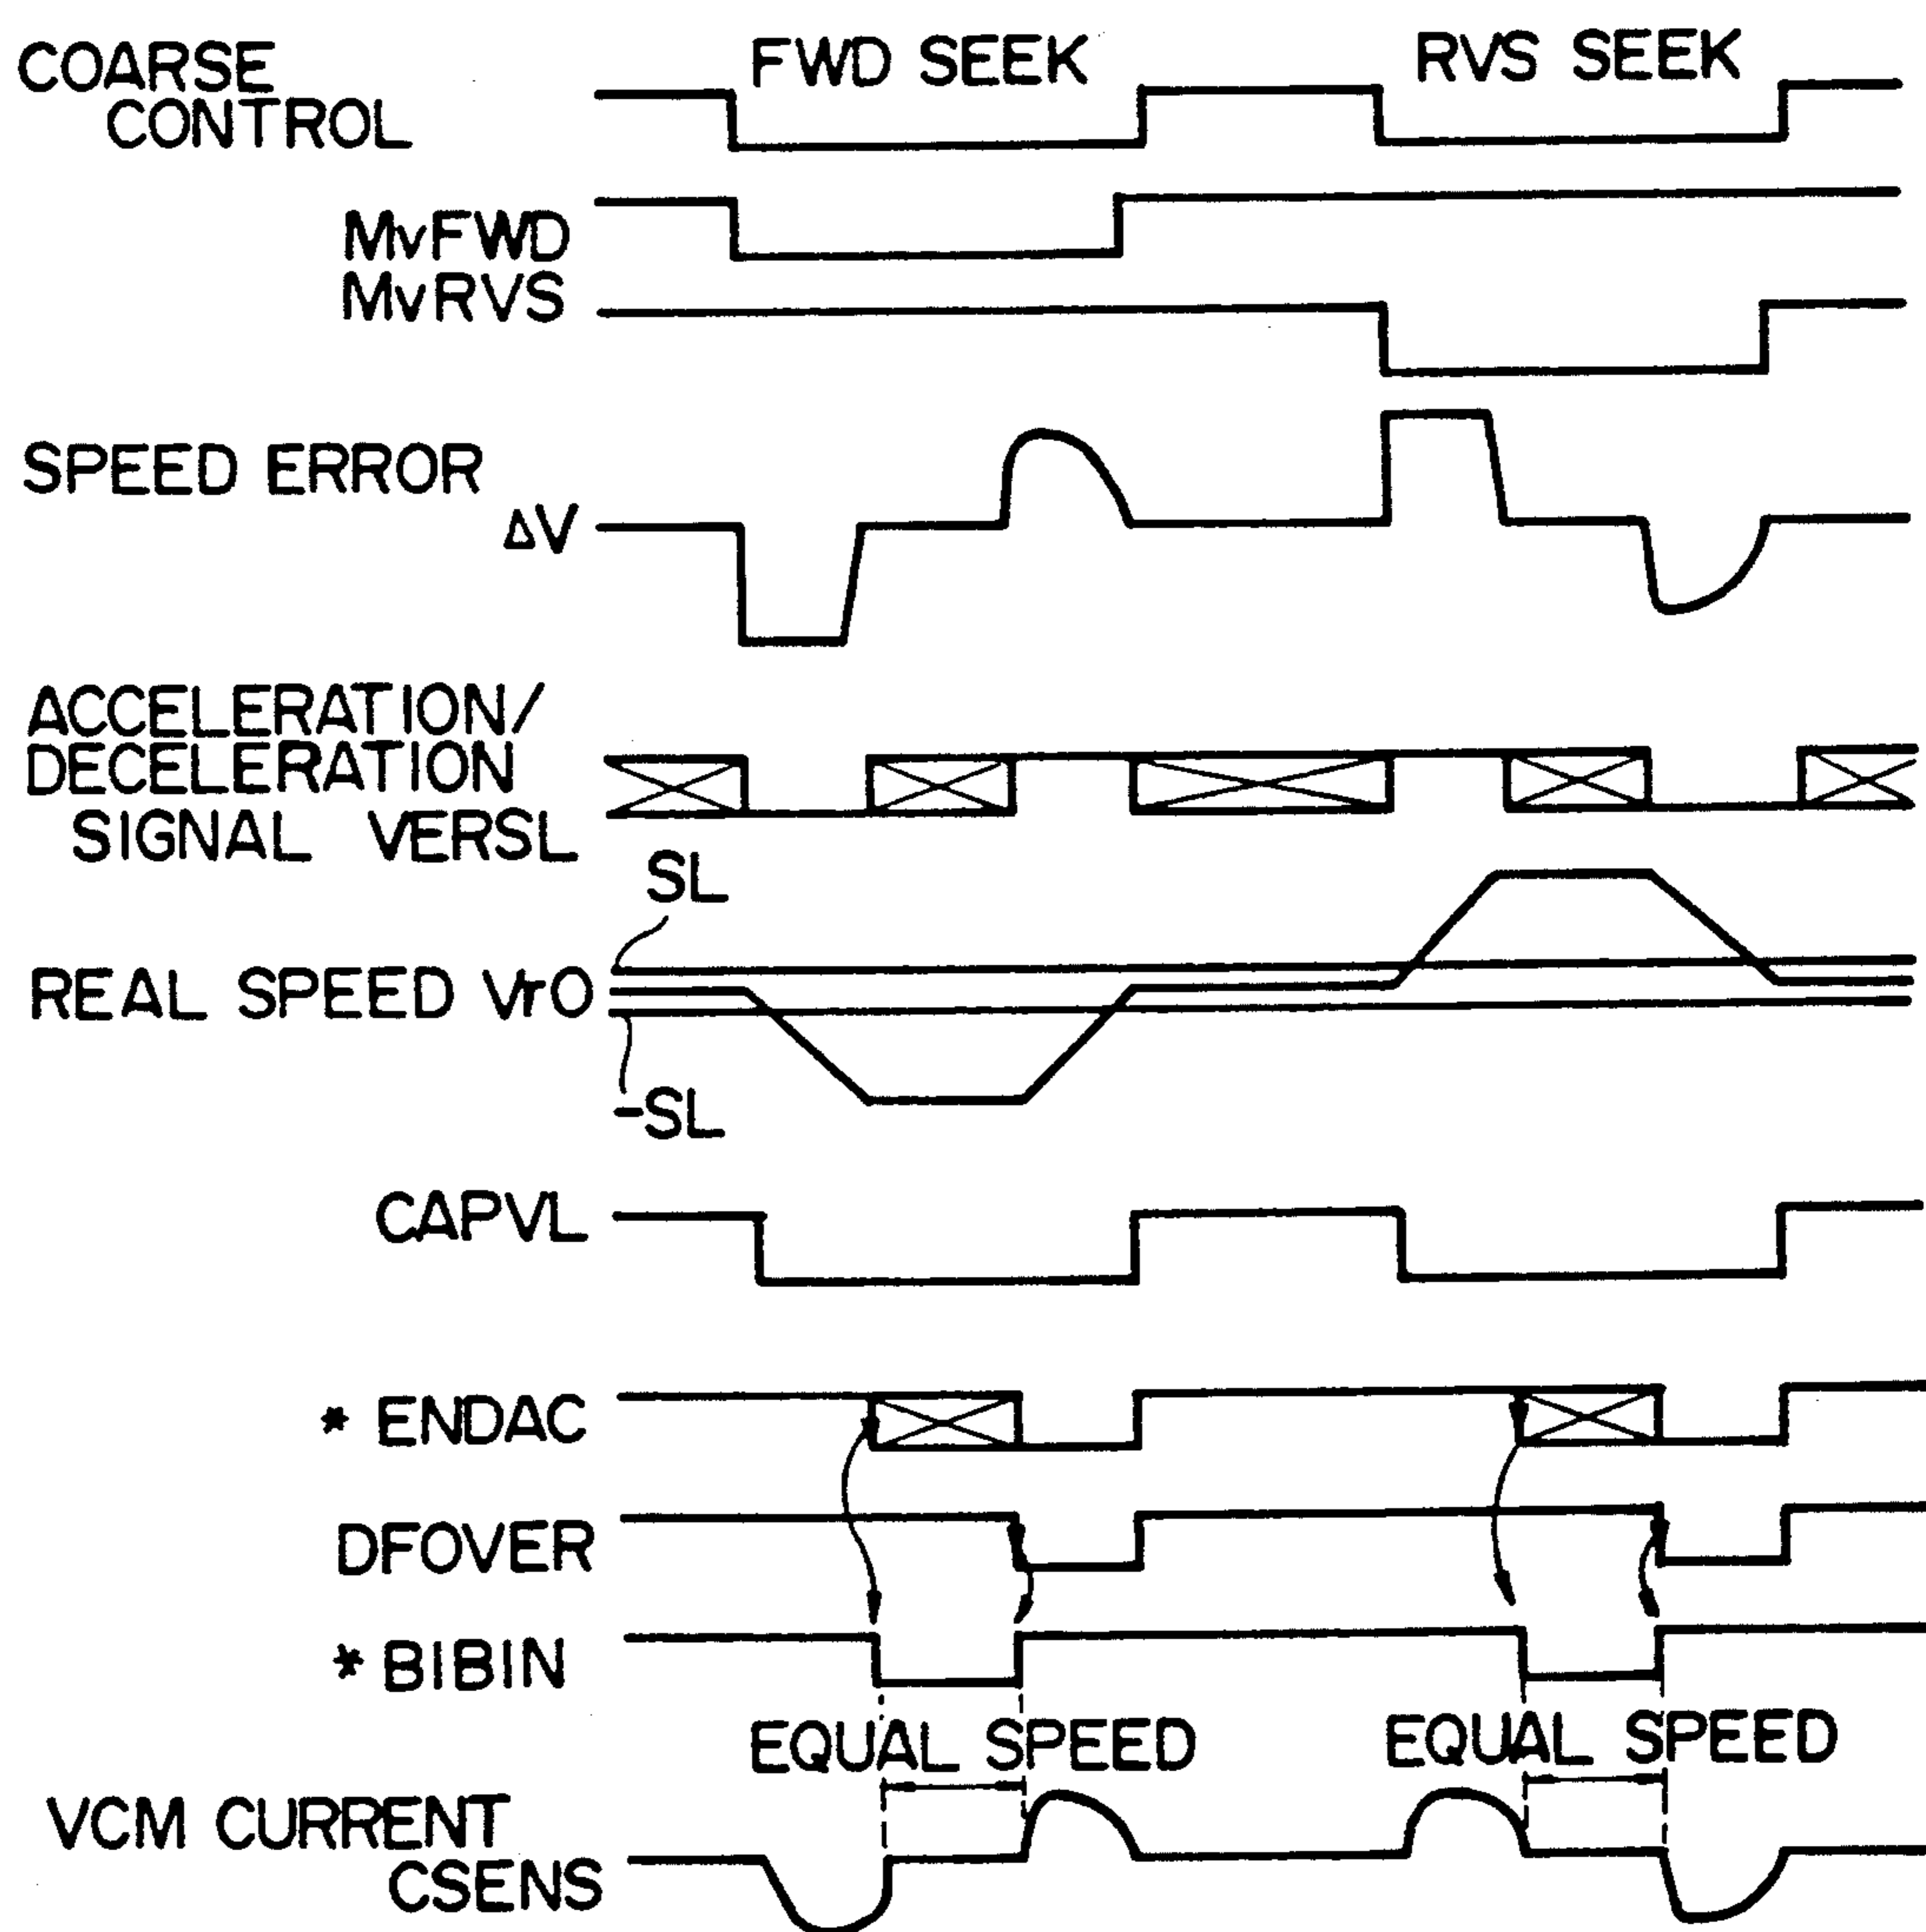 COARSE
CONTROL
FWD SEEK
RVS SEEK
MvFWD
MvRVS
SPEED ERROR
ΔV
ACCELERATION/
DECELERATION
SIGNAL VERSL
SL
REAL SPEED VrO
-SL
CAPVL
* ENDAC
DFOVER
* BIBIN
EQUAL SPEED
EQUAL SPEED
VCM CURRENT
CSENS